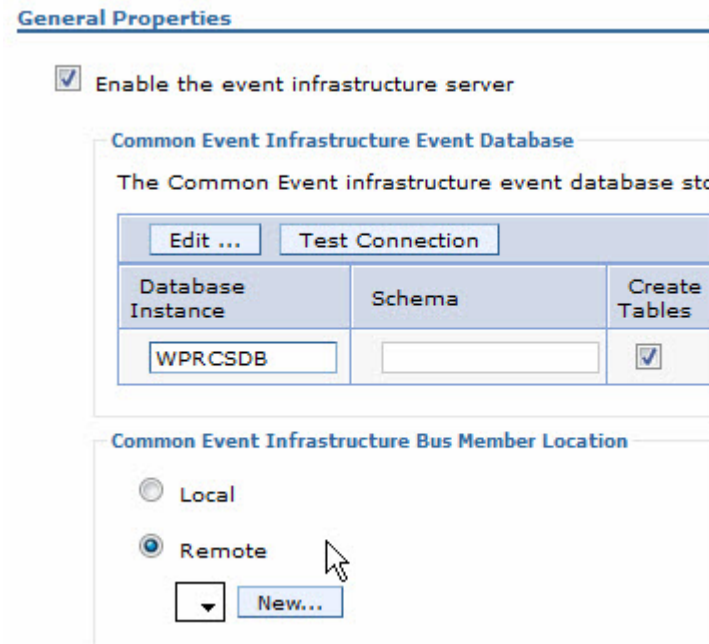 General Properties
Enable the event infrastructure server
Common Event Infrastructure Event Database
The Common Event infrastructure event database
Edit ... Test Connection
Database Instance Schema Create Tables
WPRCSDB
Common Event Infrastructure Bus Member Location
Local
Remote
New...